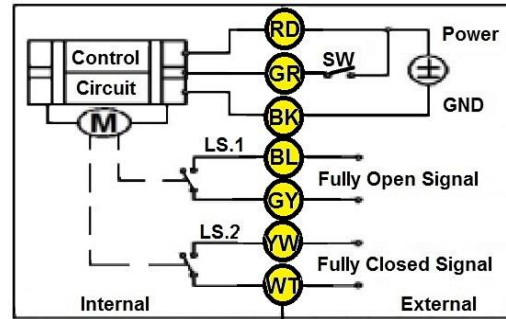 RD
Power
Control
GR
SW
Circuit
GND
BK
M
LS.1
BL
Fully Open Signal
GY
LS.2
YW
Fully Closed Signal
WT
Internal
External